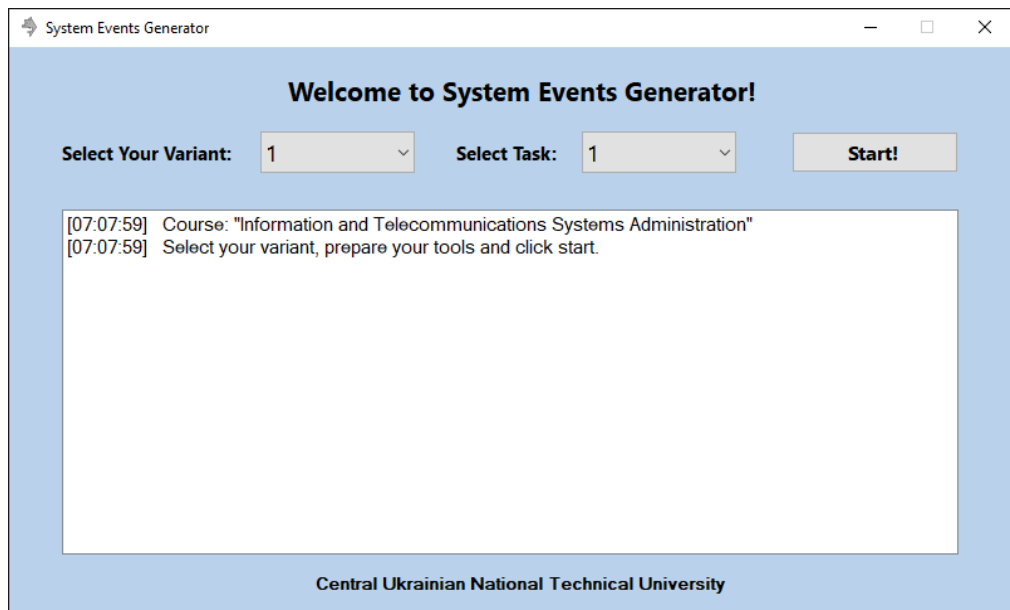 System Events Generator
Welcome to System Events Generator!
Select Your Variant: 1 Select Task: 1 Start!
[07:07:59] Course: "Information and Telecommunications Systems Administration"
[07:07:59] Select your variant, prepare your tools and click start.
Central Ukrainian National Technical University